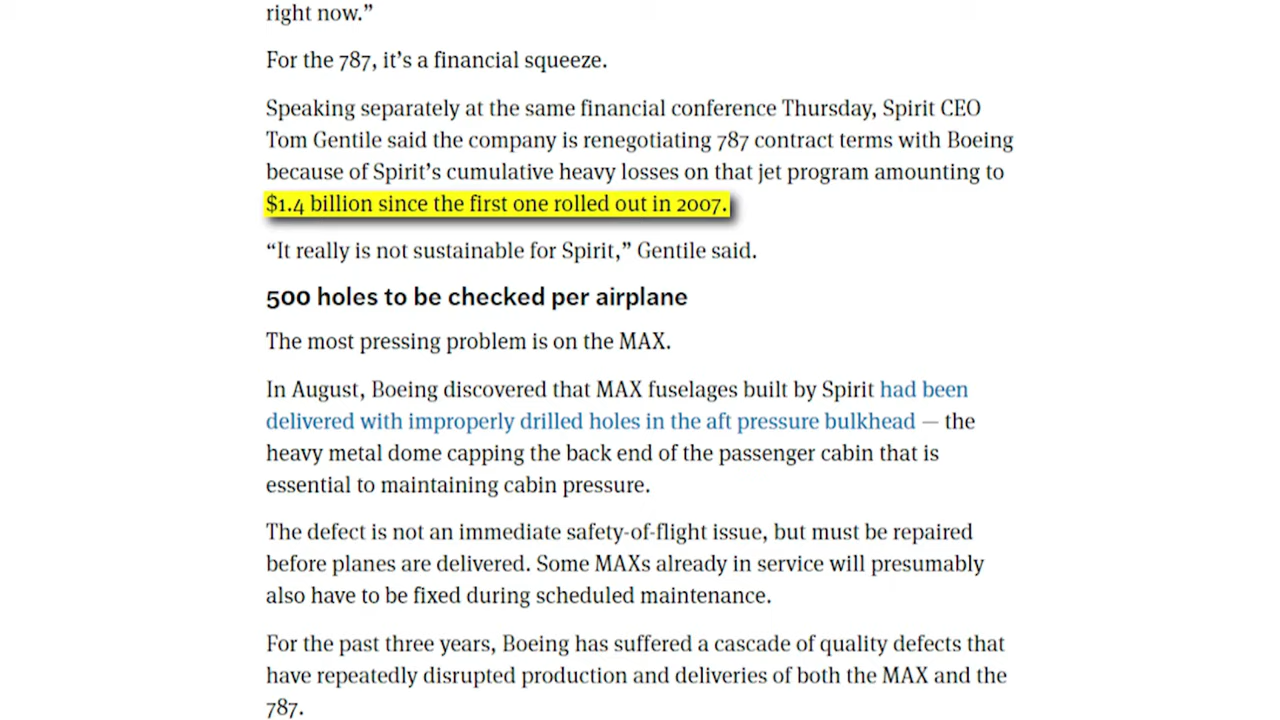 right now.”
For the 787, it’s a financial squeeze.
Speaking separately at the same financial conference Thursday, Spirit CEO
Tom Gentile said the company is renegotiating 787 contract terms with Boeing
because of Spirit’s cumulative heavy losses on that jet program amounting to
$1.4 billion since the first one rolled out in 2007.
“It really is not sustainable for Spirit,” Gentile said.
500 holes to be checked per airplane
The most pressing problem is on the MAX.
In August, Boeing discovered that MAX fuselages built by Spirit had been
delivered with improperly drilled holes in the aft pressure bulkhead — the
heavy metal dome capping the back end of the passenger cabin that is
essential to maintaining cabin pressure.
The defect is not an immediate safety-of-flight issue, but must be repaired
before planes are delivered. Some MAXs already in service will presumably
also have to be fixed during scheduled maintenance.
For the past three years, Boeing has suffered a cascade of quality defects that
have repeatedly disrupted production and deliveries of both the MAX and the
787.